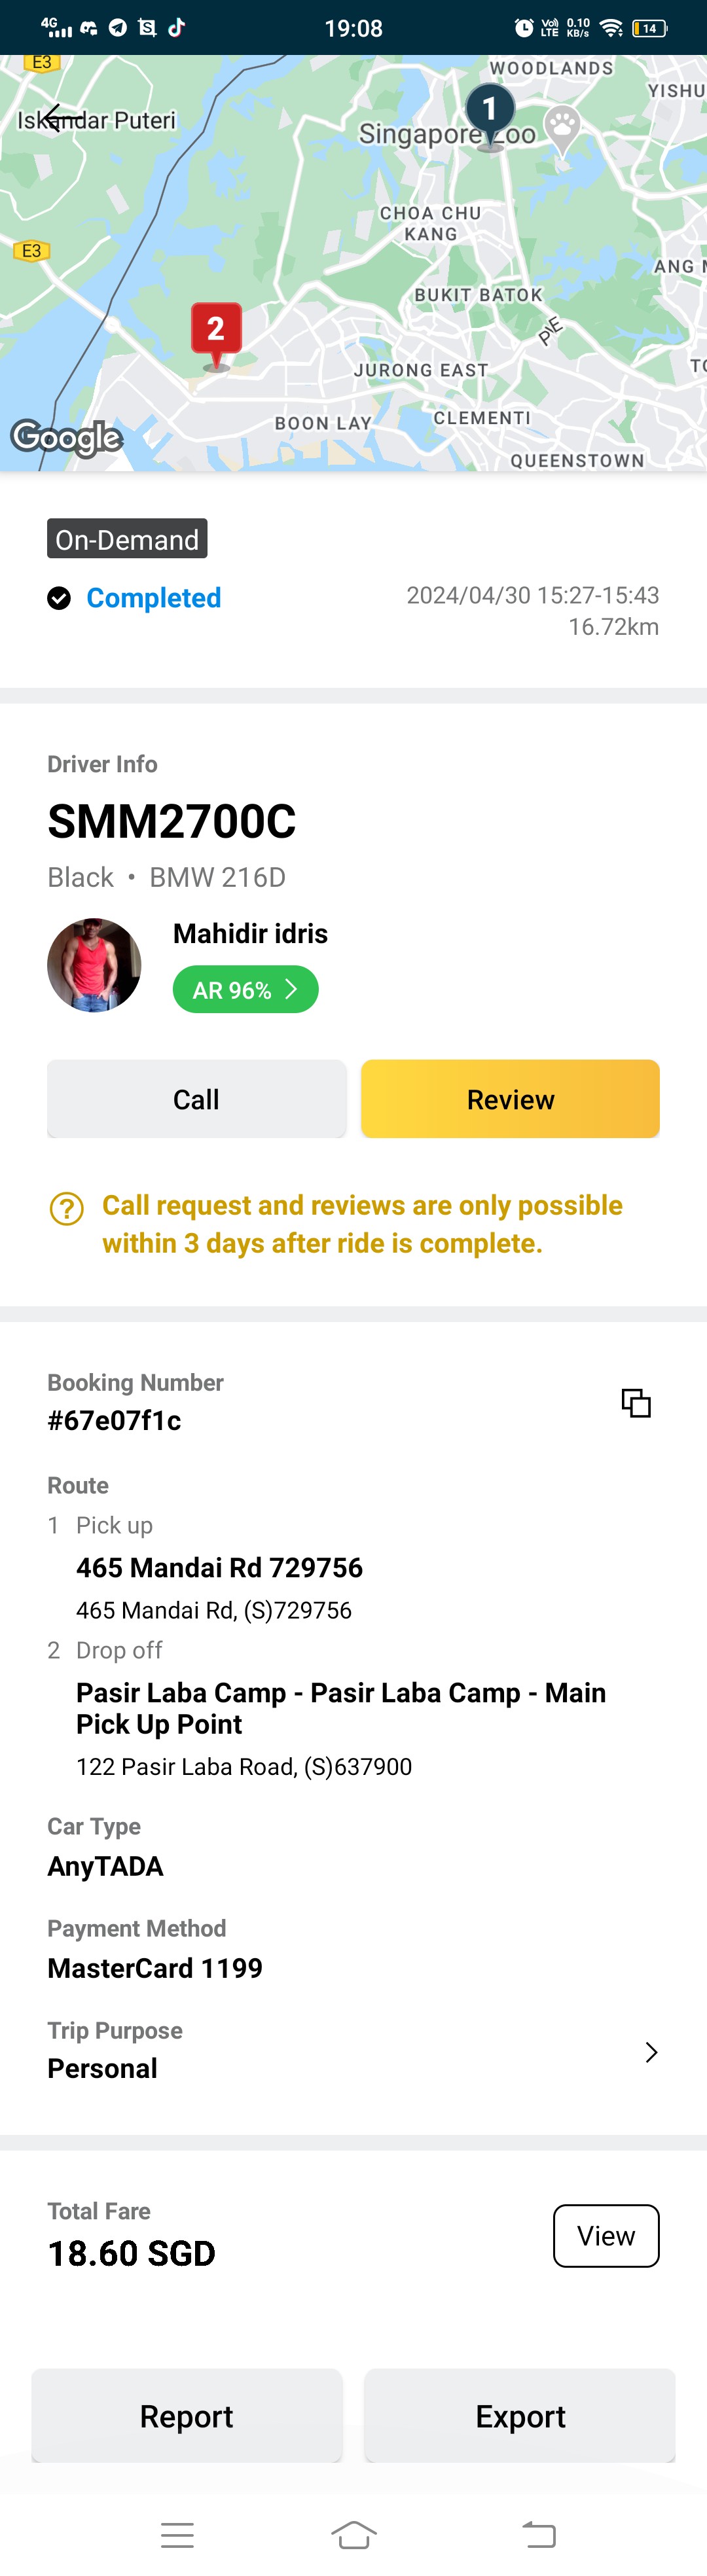 4G 19:08 Vo) LTE 0.10 KB/s 14
E3
WOODLANDS
YISHU
Iskandar Puteri
1
Singapore Zoo
CHOA CHU
KANG
E3
ANG M
BUKIT BATOK
2
PIE
JURONG EAST
TO
BOON LAY
CLEMENTI
Google
QUEENSTOWN
On-Demand
Completed
2024/04/30 15:27-15:43
16.72km
Driver Info
SMM2700C
Black • BMW 216D
Mahidir idris
AR 96%
Call
Review
Call request and reviews are only possible
within 3 days after ride is complete.
Booking Number
#67e07f1c
Route
1 Pick up
465 Mandai Rd 729756
465 Mandai Rd, (S)729756
2 Drop off
Pasir Laba Camp - Pasir Laba Camp - Main
Pick Up Point
122 Pasir Laba Road, (S)637900
Car Type
AnyTADA
Payment Method
MasterCard 1199
Trip Purpose
Personal
Total Fare
18.60 SGD
View
Report
Export